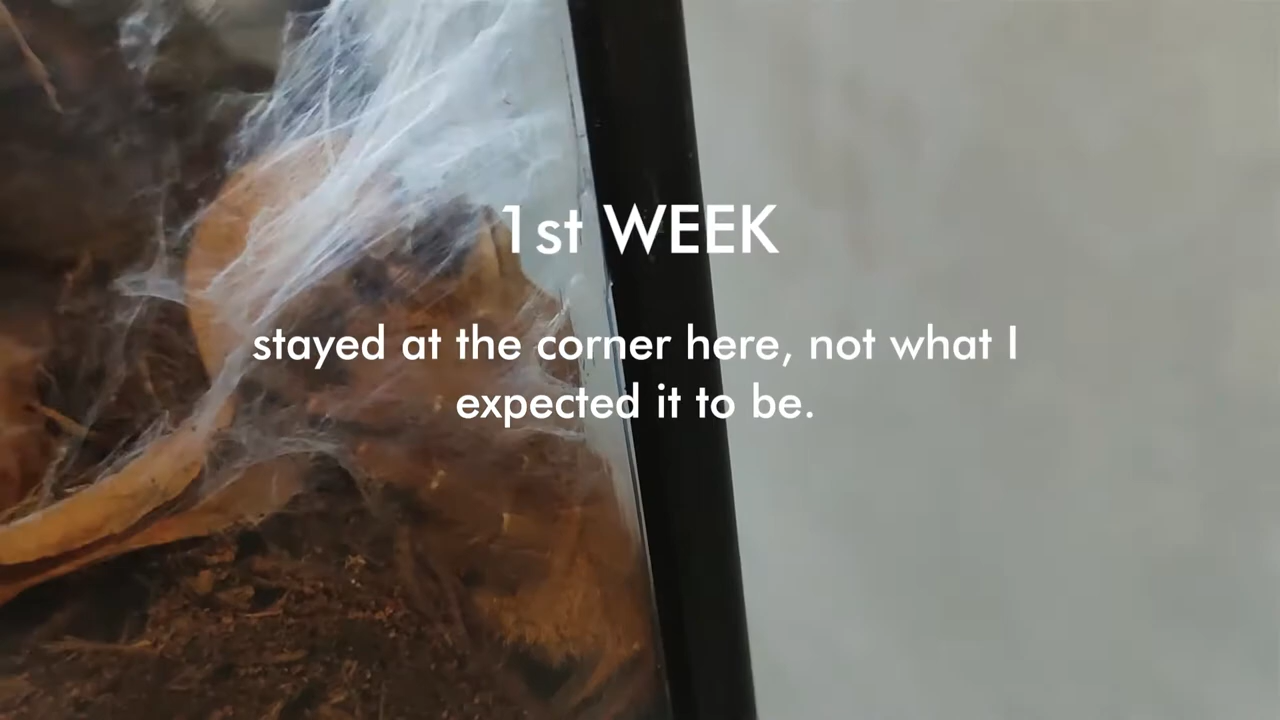 1st WEEK
stayed at the corner here, not what I
expected it to be.